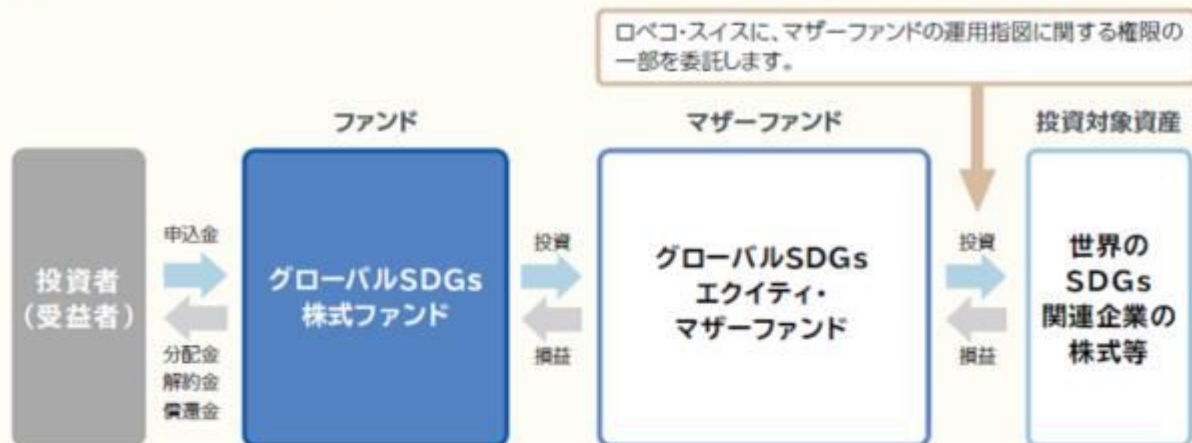 ロベコ・スイスに、マザーファンドの運用指図に関する権限の
一部を委託します。
ファンド
マザーファンド
投資対象資産
投資者
(受益者)
申込金
分配金
解約金
償還金
グローバルSDGs
株式ファンド
投資
損益
グローバルSDGs
エクイティ・
マザーファンド
投資
損益
世界の
SDGs
関連企業の
株式等